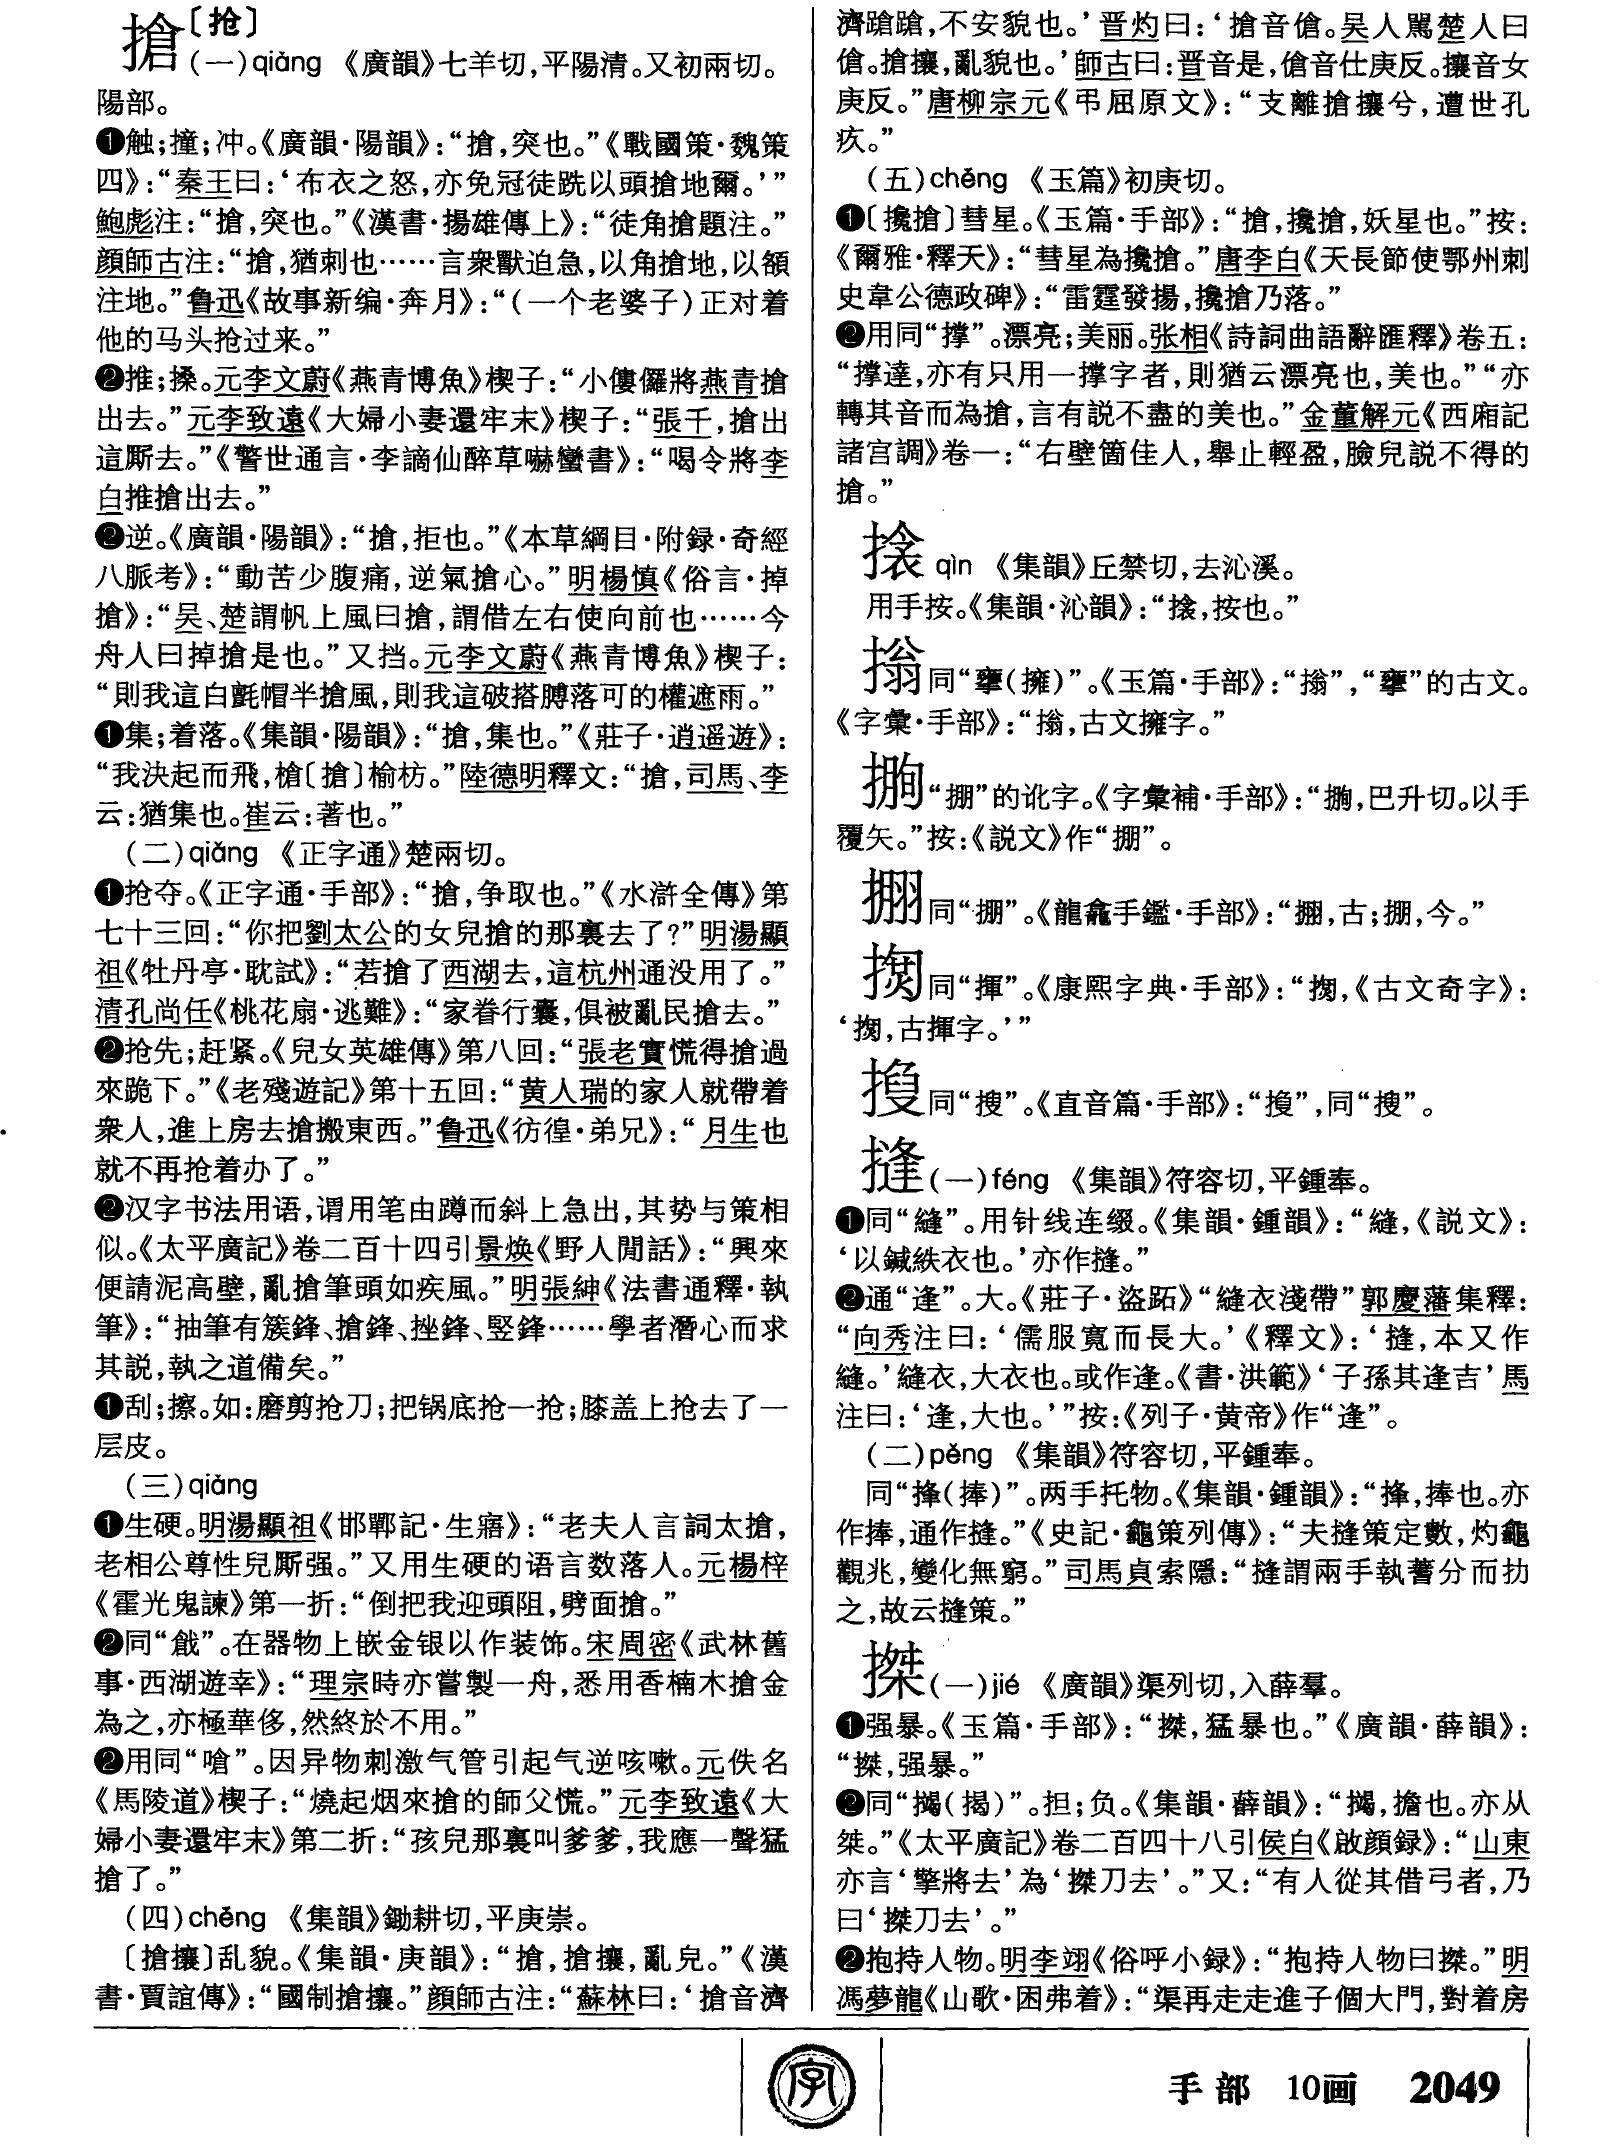 搶〔抢〕
(一)qiāng 《廣韻》七羊切,平陽清。又初兩切。
陽部。
❶触;撞;冲。《廣韻·陽韻》:“搶,突也。”《戰國策·魏策
四》:“秦王曰:‘布衣之怒,亦免冠徒跣以頭搶地爾。’”
鮑彪注:“搶,突也。”《漢書·揚雄傳上》:“徒角搶題注。”
顔師古注:“搶,猶刺也……言衆獸迫急,以角搶地,以額
注地。”鲁迅《故事新编·奔月》:“(一个老婆子)正对着
他的马头抢过来。”
❷推;搡。元李文蔚《燕青博魚》楔子:“小僂儸將燕青搶
出去。”元李致遠《大婦小妻還牢末》楔子:“張千,搶出
這厮去。”《警世通言·李謫仙醉草嚇蠻書》:“喝令將李
白推搶出去。”
❷逆。《廣韻·陽韻》:“搶,拒也。”《本草綱目·附録·奇經
八脈考》:“動苦少腹痛,逆氣搶心。”明楊慎《俗言·掉
搶》:“吴、楚謂帆上風曰搶,謂借左右使向前也……今
舟人曰掉搶是也。”又挡。元李文蔚《燕青博魚》楔子:
“則我這白氈帽半搶風,則我這破搭膊落可的權遮雨。”
❶集;着落。《集韻·陽韻》:“搶,集也。”《莊子·逍遥遊》:
“我決起而飛,槍〔搶〕榆枋。”陸德明釋文:“搶,司馬、李
云:猶集也。崔云:著也。”
(二)qiǎng 《正字通》楚兩切。
❶抢夺。《正字通·手部》:“搶,争取也。”《水滸全傳》第
七十三回:“你把劉太公的女兒搶的那裏去了?”明湯顯
祖《牡丹亭·耽試》:“若搶了西湖去,這杭州通没用了。”
清孔尚任《桃花扇·逃難》:“家眷行囊,俱被亂民搶去。”
❷抢先;赶紧。《兒女英雄傳》第八回:“張老實慌得搶過
來跪下。”《老殘遊記》第十五回:“黄人瑞的家人就帶着
衆人,進上房去搶搬東西。”鲁迅《彷徨·弟兄》:“月生也
就不再抢着办了。”
❷汉字书法用语,谓用笔由蹲而斜上急出,其势与策相
似。《太平廣記》卷二百十四引景焕《野人閒話》:“興來
便請泥高壁,亂搶筆頭如疾風。”明張紳《法書通釋·執
筆》:“抽筆有簇鋒、搶鋒、挫鋒、竪鋒……學者潛心而求
其説,執之道備矣。”
❶刮;擦。如:磨剪抢刀;把锅底抢一抢;膝盖上抢去了一
层皮。
(三)qiǎng
❶生硬。明湯顯祖《邯鄲記·生寤》:“老夫人言詞太搶,
老相公尊性兒厮强。”又用生硬的语言数落人。元楊梓
《霍光鬼諫》第一折:“倒把我迎頭阻,劈面搶。”
❷同“戧”。在器物上嵌金银以作装饰。宋周密《武林舊
事·西湖遊幸》:“理宗時亦嘗製一舟,悉用香楠木搶金
為之,亦極華侈,然終於不用。”
❷用同“嗆”。因异物刺激气管引起气逆咳嗽。元佚名
《馬陵道》楔子:“燒起烟來搶的師父慌。”元李致遠《大
婦小妻還牢末》第二折:“孩兒那裏叫爹爹,我應一聲猛
搶了。”
(四)chēng 《集韻》鋤耕切,平庚崇。
〔搶攘〕乱貌。《集韻·庚韻》:“搶,搶攘,亂皃。”《漢
書·賈誼傳》:“國制搶攘。”顔師古注:“蘇林曰:‘搶音濟
濟蹌蹌,不安貌也。’晋灼曰:‘搶音傖。吴人駡楚人曰
傖。搶攘,亂貌也。’師古曰:晋音是,傖音仕庚反。攘音女
庚反。”唐柳宗元《弔屈原文》:“支離搶攘兮,遭世孔
疚。”
(五)chēng 《玉篇》初庚切。
❶〔攙搶〕彗星。《玉篇·手部》:“搶,攙搶,妖星也。”按:
《爾雅·釋天》:“彗星為攙搶。”唐李白《天長節使鄂州刺
史韋公德政碑》:“雷霆發揚,攙搶乃落。”
❷用同“撑”。漂亮;美丽。张相《詩詞曲語辭匯釋》卷五:
“撑達,亦有只用一撑字者,則猶云漂亮也,美也。”“亦
轉其音而為搶,言有説不盡的美也。”金董解元《西廂記
諸宫調》卷一:“右壁箇佳人,舉止輕盈,臉兒説不得的
搶。”
搇 qìn 《集韻》丘禁切,去沁溪。
用手按。《集韻·沁韻》:“搇,按也。”
㨣同“擁(擁)”。《玉篇·手部》:“㨣”,“擁”的古文。
《字彙·手部》:“㨣,古文擁字。”
“掤”的讹字。《字彙補·手部》:“,巴升切。以手
覆矢。”按:《説文》作“掤”。
同“掤”。《龍龕手鑑·手部》:“,古;掤,今。”
同“揮”。《康熙字典·手部》:“,《古文奇字》:
‘,古揮字。’”
同“搜”。《直音篇·手部》:“”,同“搜”。
摓(一)féng 《集韻》符容切,平鍾奉。
❶同“縫”。用针线连缀。《集韻·鍾韻》:“縫,《説文》:
‘以鍼紩衣也。’亦作摓。”
❷通“逢”。大。《莊子·盜跖》“縫衣淺帶”郭慶藩集釋:
“向秀注曰:‘儒服寬而長大。’《釋文》:‘摓,本又作
縫。’縫衣,大衣也。或作逢。《書·洪範》‘子孫其逢吉’馬
注曰:‘逢,大也。’”按:《列子·黄帝》作“逢”。
(二)pěng 《集韻》符容切,平鍾奉。
同“捀(捧)”。两手托物。《集韻·鍾韻》:“捀,捧也。亦
作捧,通作摓。”《史記·龜策列傳》:“夫摓策定數,灼龜
觀兆,變化無窮。”司馬貞索隱:“摓謂兩手執蓍分而扐
之,故云摓策。”
搩(一)jié 《廣韻》渠列切,入薛羣。
❶强暴。《玉篇·手部》:“搩,猛暴也。”《廣韻·薛韻》:
“搩,强暴。”
❷同“擖(揭)”。担;负。《集韻·薛韻》:“擖,擔也。亦从
桀。”《太平廣記》卷二百四十八引侯白《啟顔録》:“山東
亦言‘擎將去’為‘搩刀去’。”又:“有人從其借弓者,乃
曰‘搩刀去’。”
❷抱持人物。明李翊《俗呼小録》:“抱持人物曰搩。”明
馮夢龍《山歌·困弗着》:“渠再走走進子個大門,對着房
字
手部 10画 2049